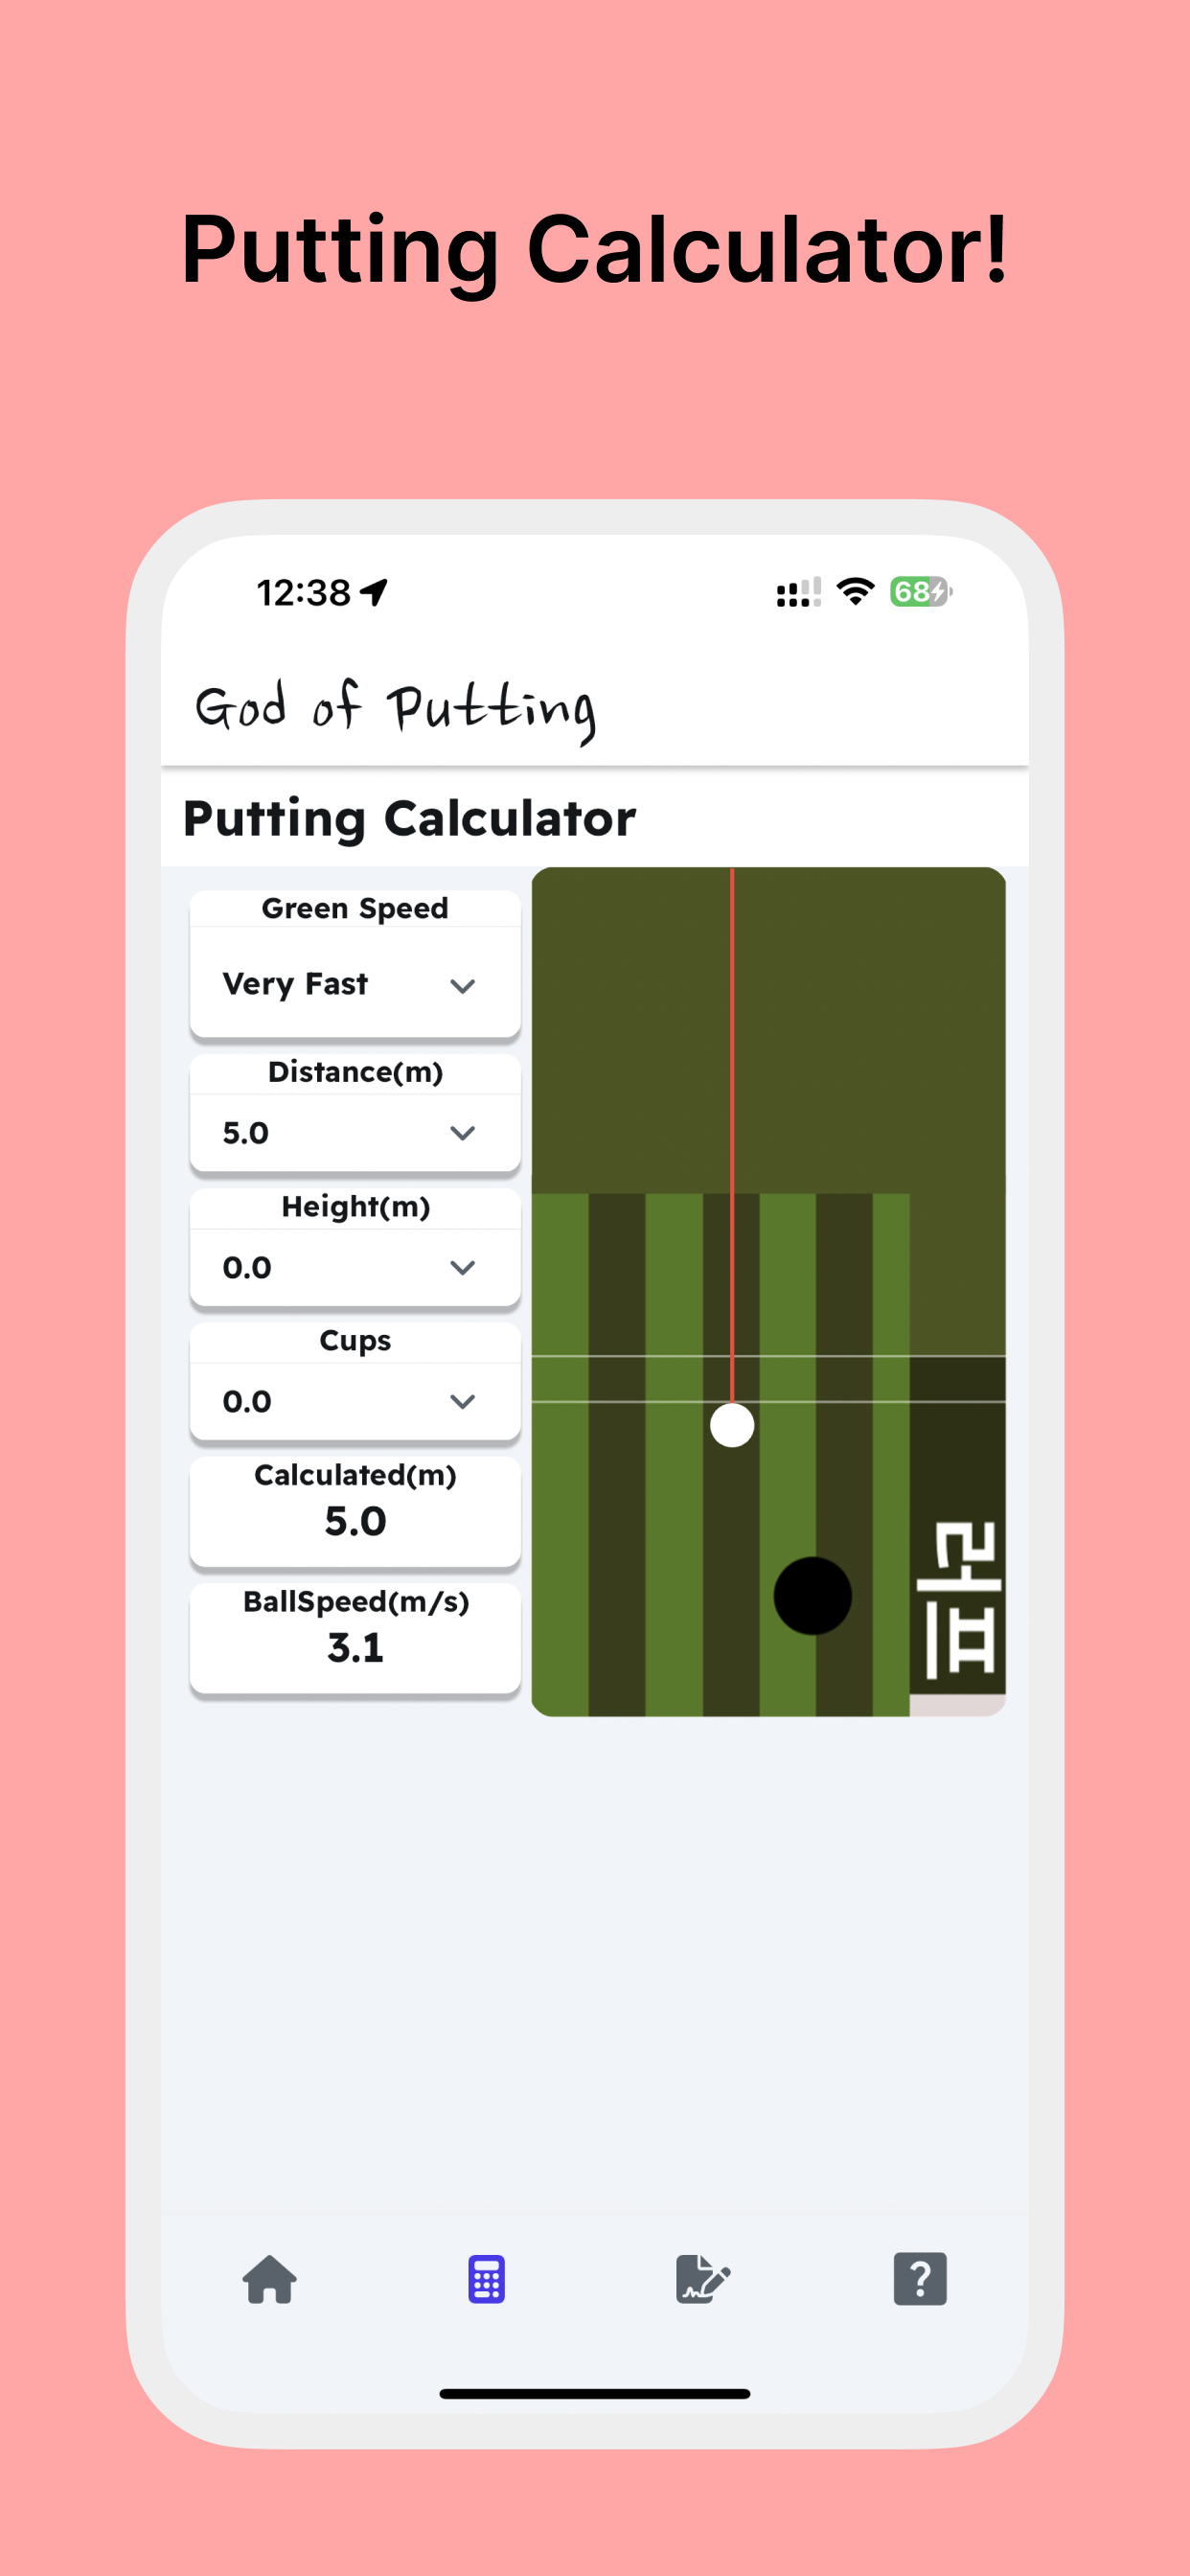 Putting Calculator!
12:38
68
God of Putting
Putting Calculator
Green Speed
Very Fast
Distance(m)
5.0
Height(m)
0.0
Cups
0.0
Calculated(m)
5.0
BallSpeed(m/s)
3.1
러프